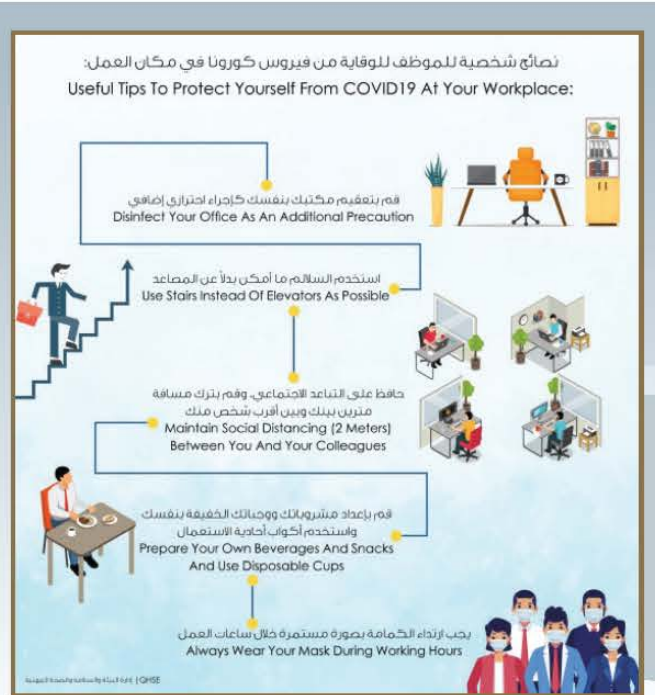 نصائح شخصية للموظف للوقاية من فيروس كورونا في مكان العمل:
Useful Tips To Protect Yourself From COVID19 At Your Workplace:
قم بتعقيم مكتبك بنفسك كإجراء احترازي إضافي
Disinfect Your Office As An Additional Precaution
استخدم السلالم ما أمكن بدلاً عن المصاعد
Use Stairs Instead Of Elevators As Possible
حافظ على التباعد الاجتماعي، وقم بترك مسافة
مترين بينك وبين أقرب شخص منك
Maintain Social Distancing (2 Meters)
Between You And Your Colleagues
قم بإعداد مشروباتك ووجباتك الخفيفة بنفسك
واستخدم أكواب أحادية الاستعمال
Prepare Your Own Beverages And Snacks
And Use Disposable Cups
يجب ارتداء الكمامة بصورة مستمرة خلال ساعات العمل
Always Wear Your Mask During Working Hours
إدارة البيئة والسلامة والصحة المهنية | QHSE